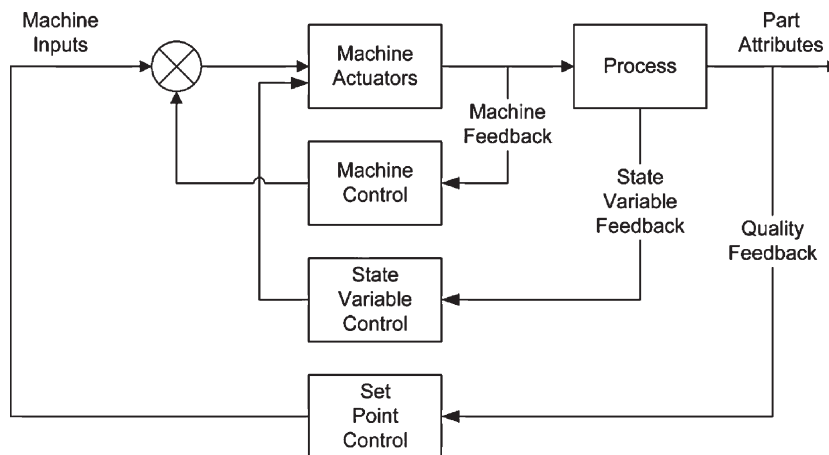 Machine
Inputs
Machine
Actuators
Process
Part
Attributes
Machine
Feedback
Machine
Control
State
Variable
Feedback
Quality
Feedback
State
Variable
Control
Set
Point
Control